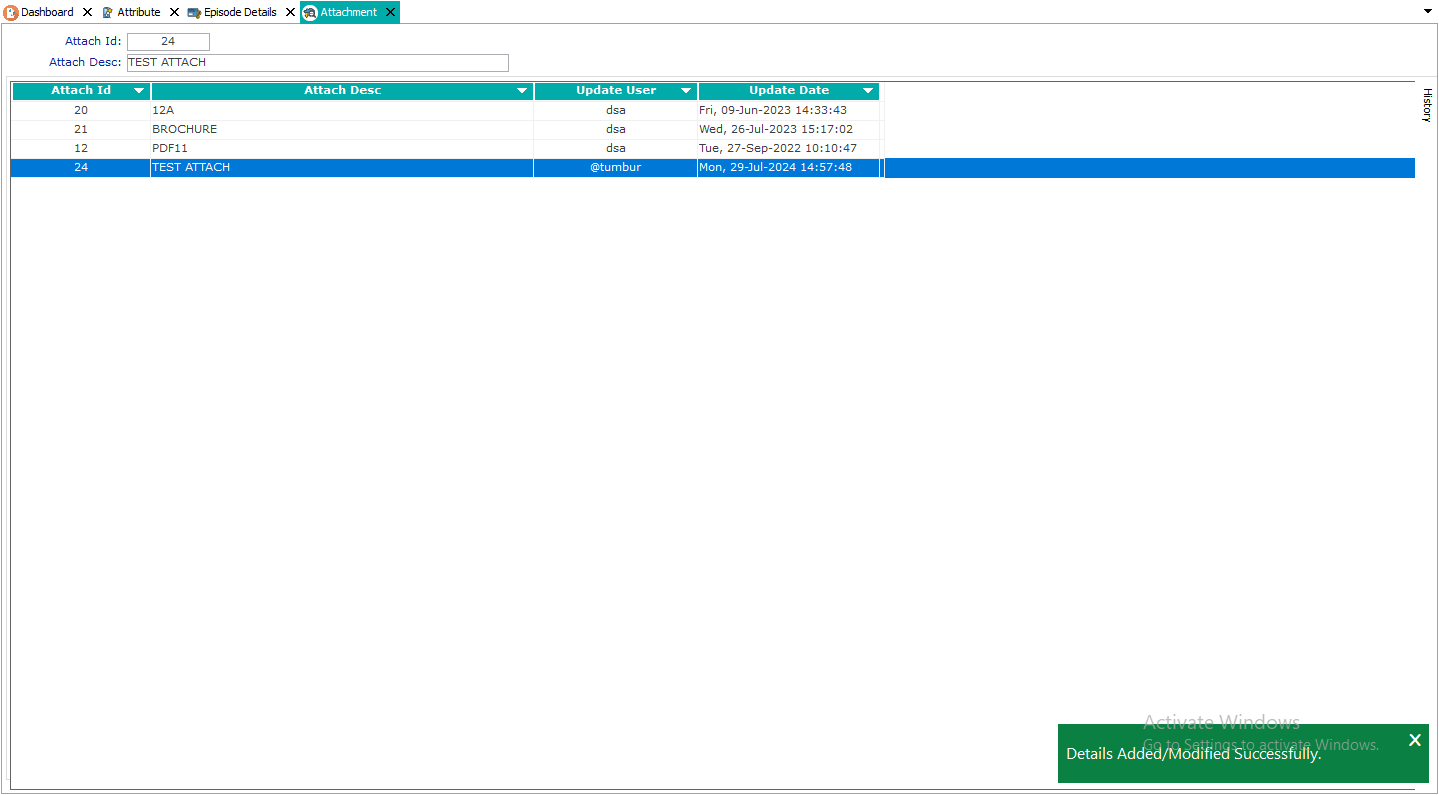 Dashboard Attribute Episode Details Attachment
Attach Id: 24
Attach Desc: TEST ATTACH
Attach Id Attach Desc Update User Update Date
20 12A dsa Fri, 09-Jun-2023 14:33:43
21 BROCHURE dsa Wed, 26-Jul-2023 15:17:02
12 PDF11 dsa Tue, 27-Sep-2022 10:10:47
24 TEST ATTACH @tumbur Mon, 29-Jul-2024 14:57:48
History
Activate Windows
Go to Settings to activate Windows.
Details Added/Modified Successfully.